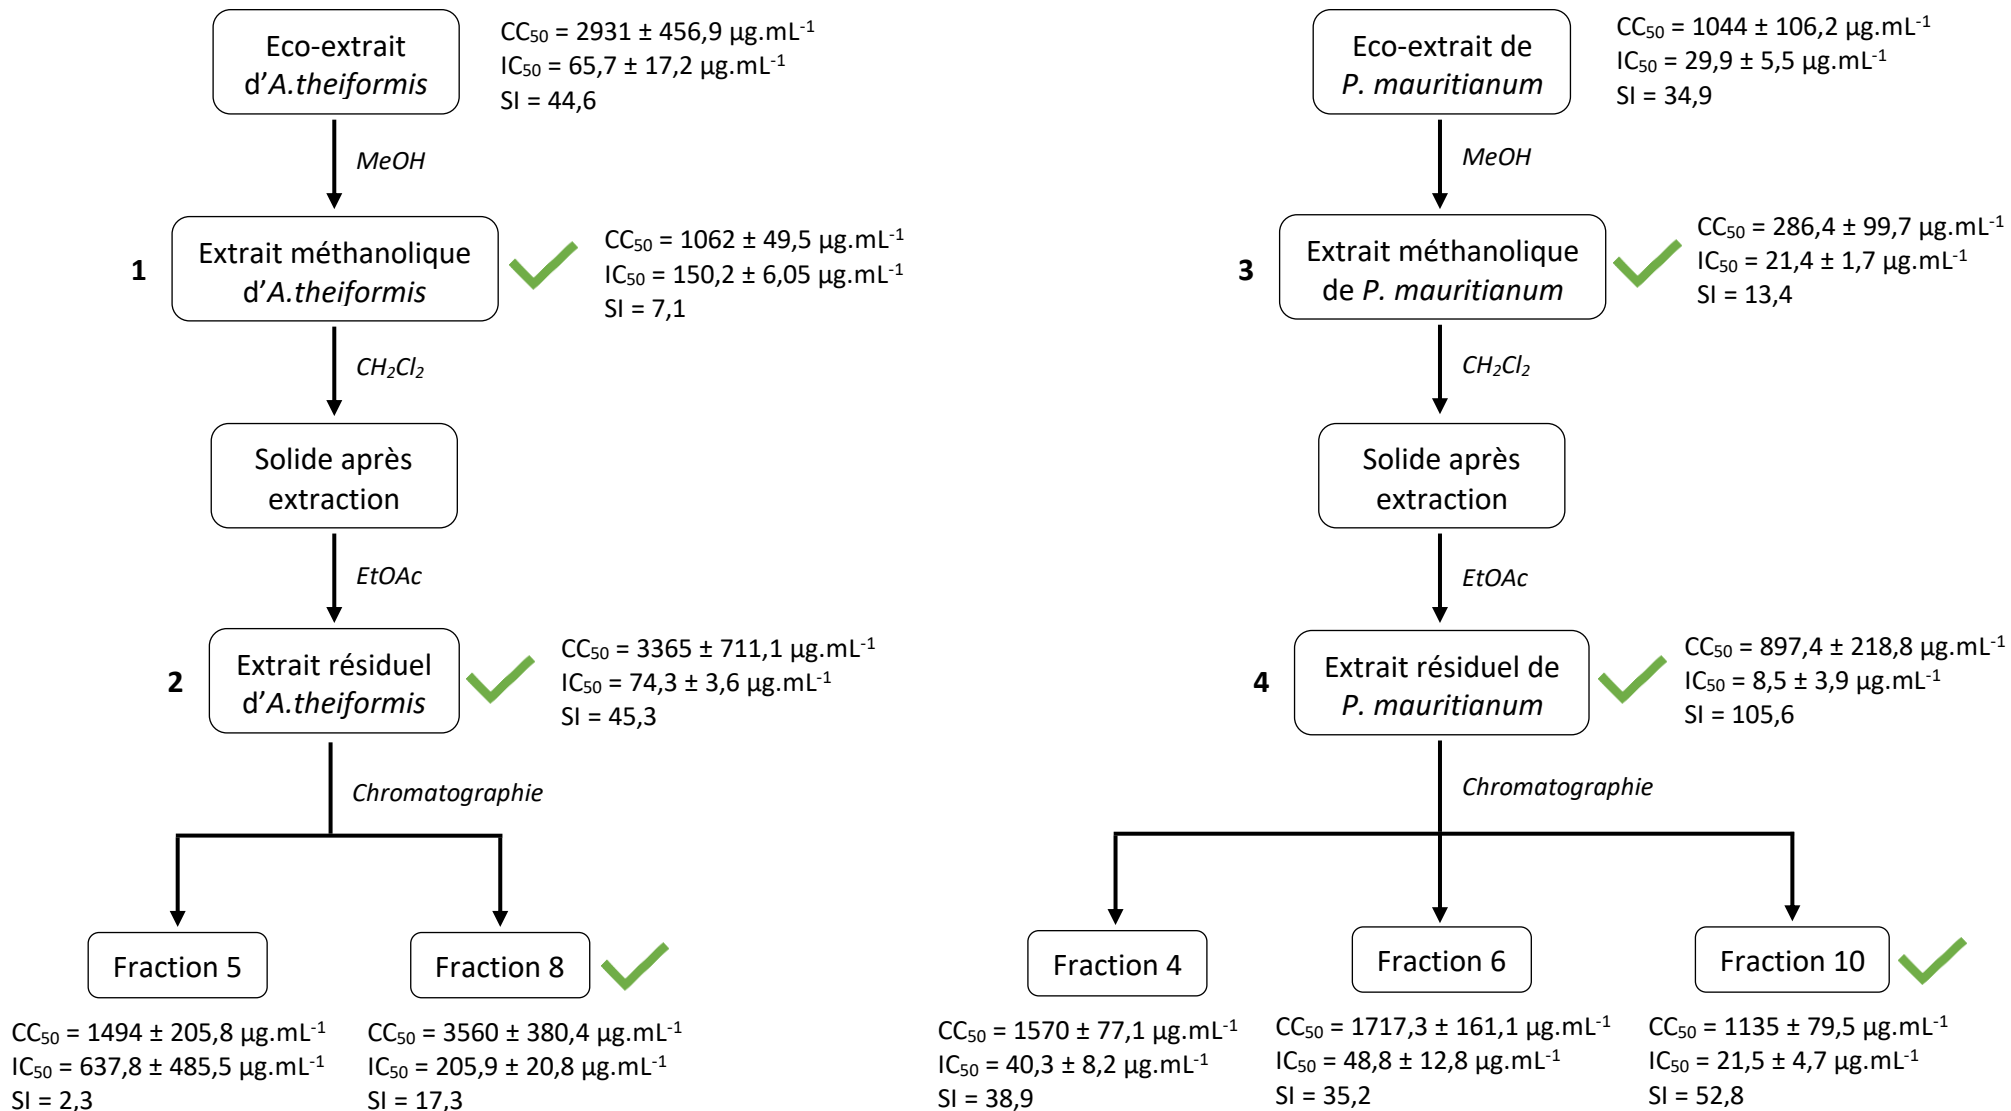 Eco-extrait
d’A.theiformis
CC50 = 2931 ± 456,9 µg.mL-1
IC50 = 65,7 ± 17,2 µg.mL-1
SI = 44,6
MeOH
1
Extrait méthanolique
d’A.theiformis
CC50 = 1062 ± 49,5 µg.mL-1
IC50 = 150,2 ± 6,05 µg.mL-1
SI = 7,1
CH2Cl2
Solide après
extraction
EtOAc
2
Extrait résiduel
d’A.theiformis
CC50 = 3365 ± 711,1 µg.mL-1
IC50 = 74,3 ± 3,6 µg.mL-1
SI = 45,3
Chromatographie
Fraction 5
CC50 = 1494 ± 205,8 µg.mL-1
IC50 = 637,8 ± 485,5 µg.mL-1
SI = 2,3
Fraction 8
CC50 = 3560 ± 380,4 µg.mL-1
IC50 = 205,9 ± 20,8 µg.mL-1
SI = 17,3
Eco-extrait de
P. mauritianum
CC50 = 1044 ± 106,2 µg.mL-1
IC50 = 29,9 ± 5,5 µg.mL-1
SI = 34,9
MeOH
3
Extrait méthanolique
de P. mauritianum
CC50 = 286,4 ± 99,7 µg.mL-1
IC50 = 21,4 ± 1,7 µg.mL-1
SI = 13,4
CH2Cl2
Solide après
extraction
EtOAc
4
Extrait résiduel de
P. mauritianum
CC50 = 897,4 ± 218,8 µg.mL-1
IC50 = 8,5 ± 3,9 µg.mL-1
SI = 105,6
Chromatographie
Fraction 4
CC50 = 1570 ± 77,1 µg.mL-1
IC50 = 40,3 ± 8,2 µg.mL-1
SI = 38,9
Fraction 6
CC50 = 1717,3 ± 161,1 µg.mL-1
IC50 = 48,8 ± 12,8 µg.mL-1
SI = 35,2
Fraction 10
CC50 = 1135 ± 79,5 µg.mL-1
IC50 = 21,5 ± 4,7 µg.mL-1
SI = 52,8